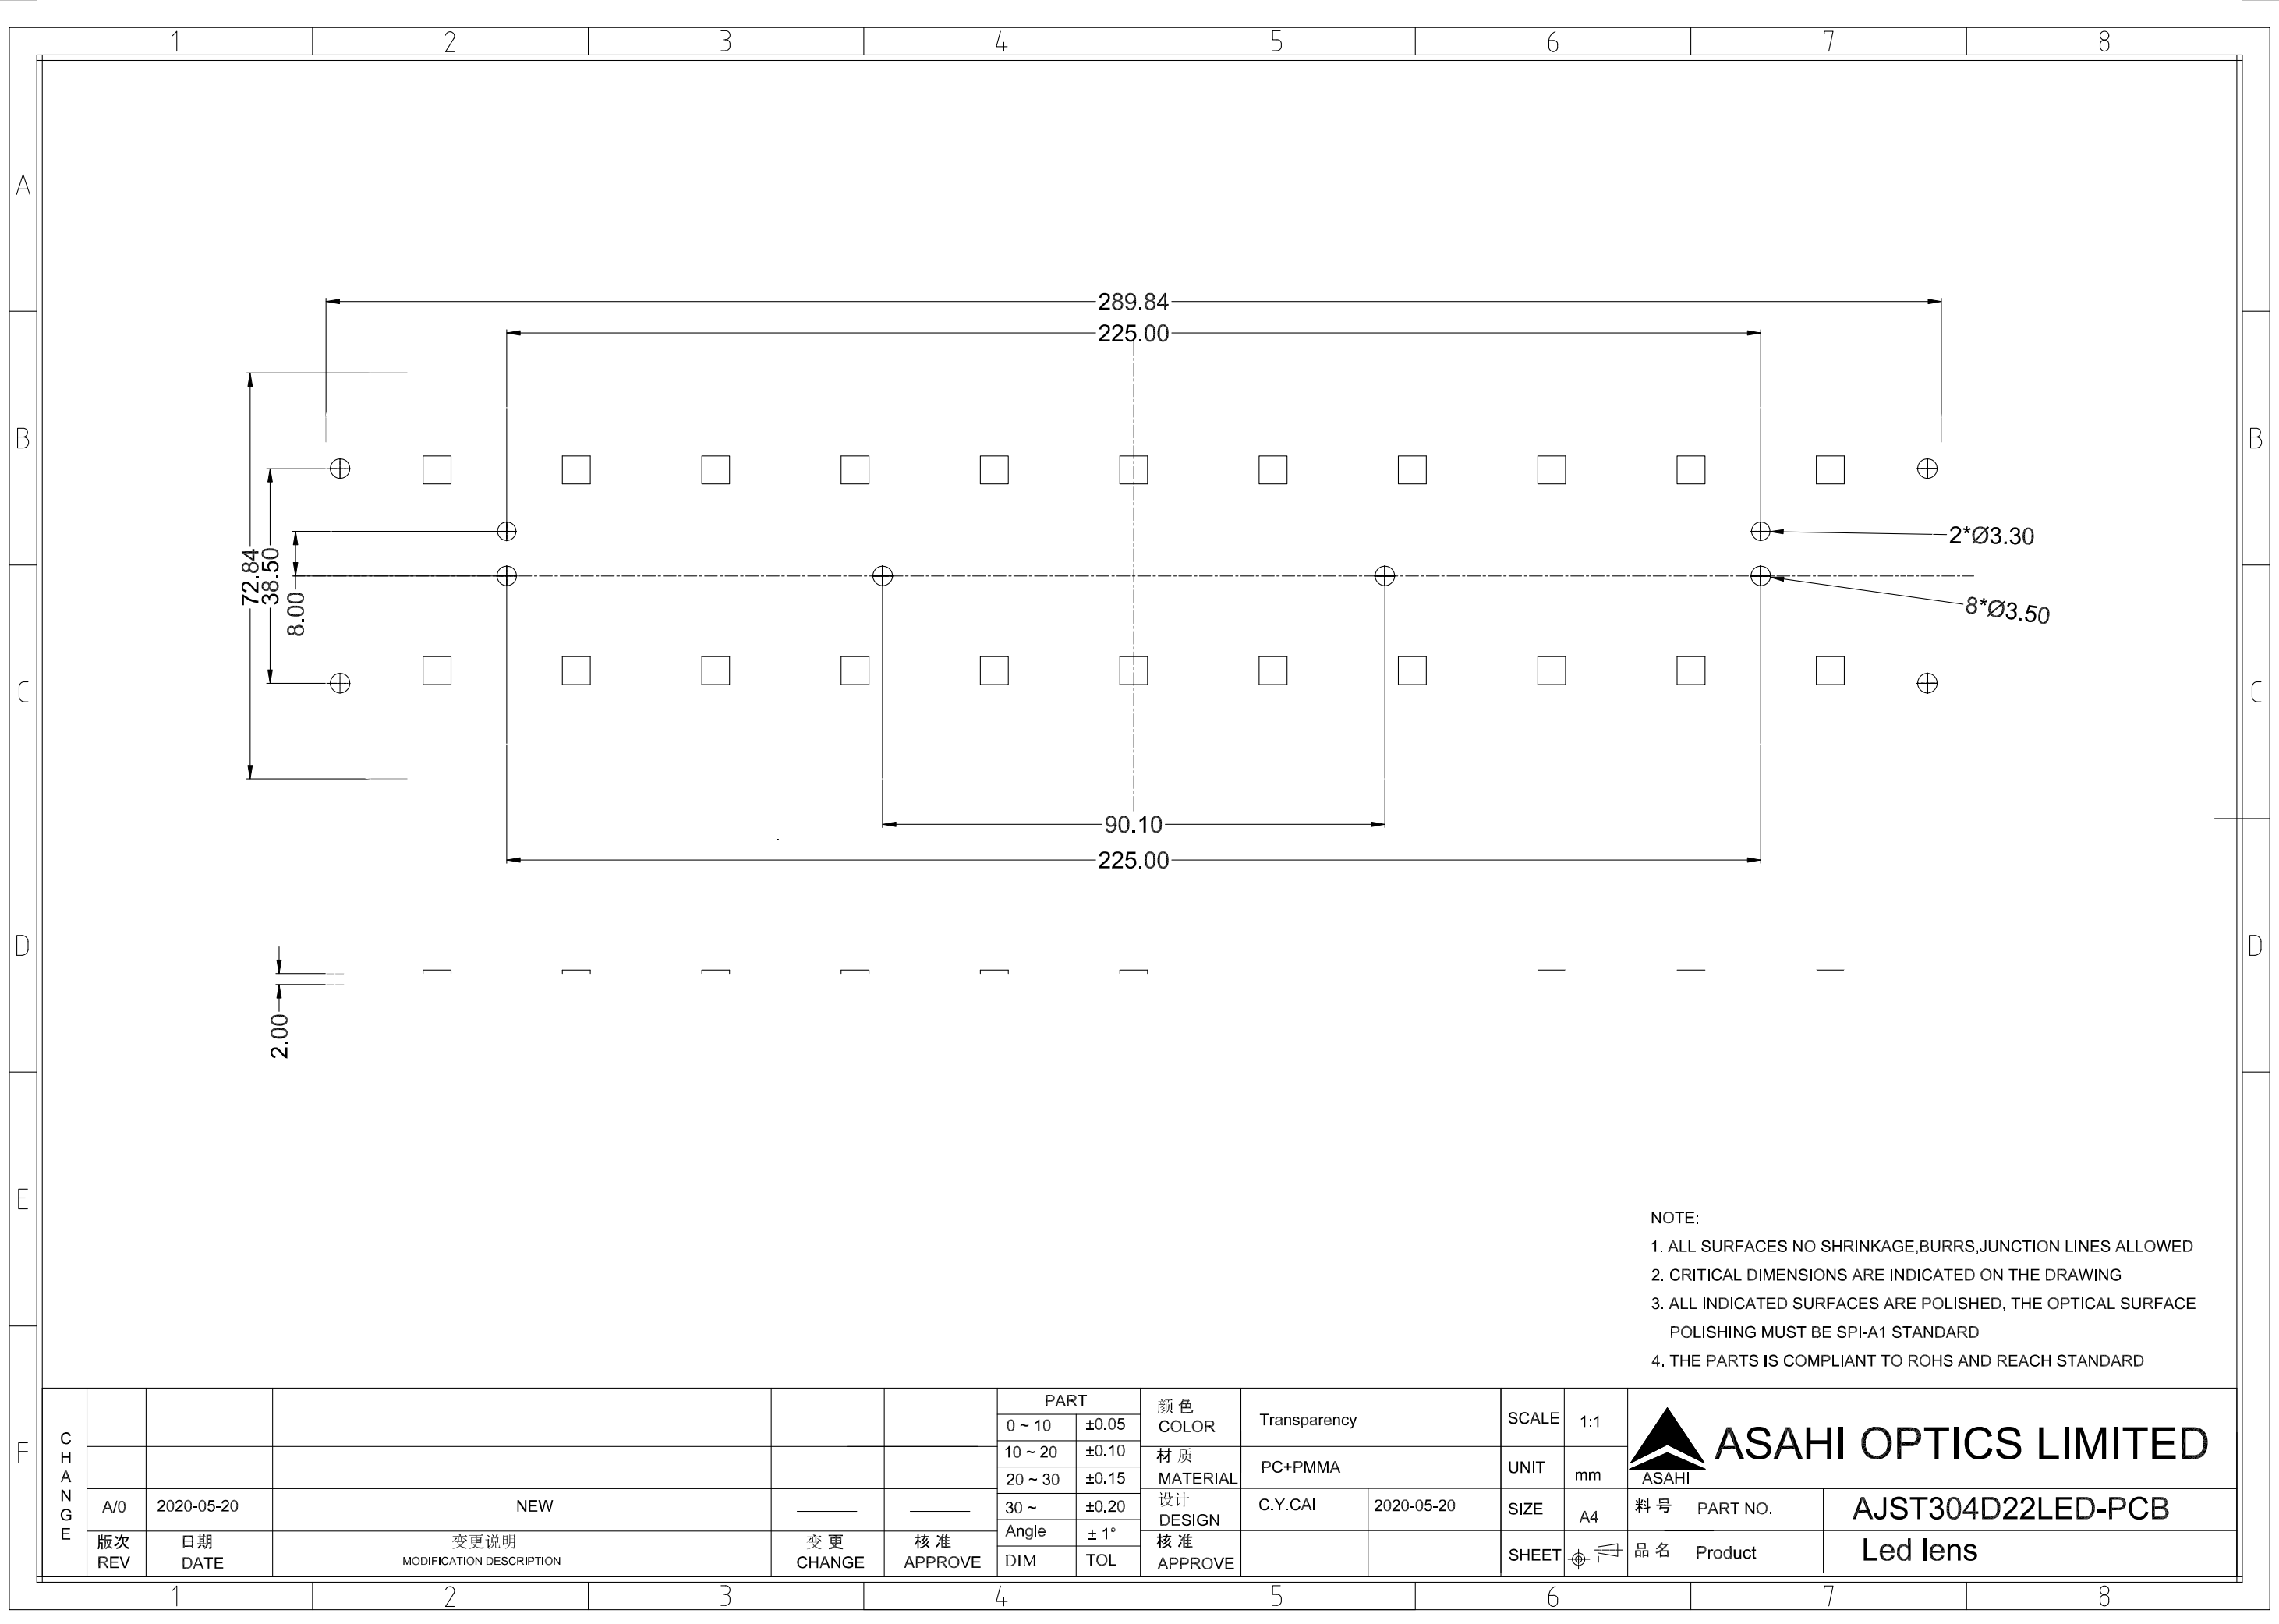 1 2 3 4 5 6 7 8
A
B B
C C
D D
E
F
289.84
225.00
72.84
38.50
8.00
2*Ø3.30
8*Ø3.50
90.10
225.00
2.00
NOTE:
1. ALL SURFACES NO SHRINKAGE,BURRS,JUNCTION LINES ALLOWED
2. CRITICAL DIMENSIONS ARE INDICATED ON THE DRAWING
3. ALL INDICATED SURFACES ARE POLISHED, THE OPTICAL SURFACE
POLISHING MUST BE SPI-A1 STANDARD
4. THE PARTS IS COMPLIANT TO ROHS AND REACH STANDARD
CHANGE
A/0 2020-05-20 NEW
版次 日期 变更说明 变更 核准
REV DATE MODIFICATION DESCRIPTION CHANGE APPROVE
PART
0 ~ 10 ±0.05
10 ~ 20 ±0.10
20 ~ 30 ±0.15
30 ~ ±0.20
Angle ± 1°
DIM TOL
颜色
COLOR Transparency
材质
MATERIAL PC+PMMA
设计
DESIGN C.Y.CAI 2020-05-20
核准
APPROVE
SCALE 1:1
UNIT mm
SIZE A4
SHEET
ASAHI
ASAHI OPTICS LIMITED
料号 PART NO. AJST304D22LED-PCB
品名 Product Led lens
1 2 3 4 5 6 7 8